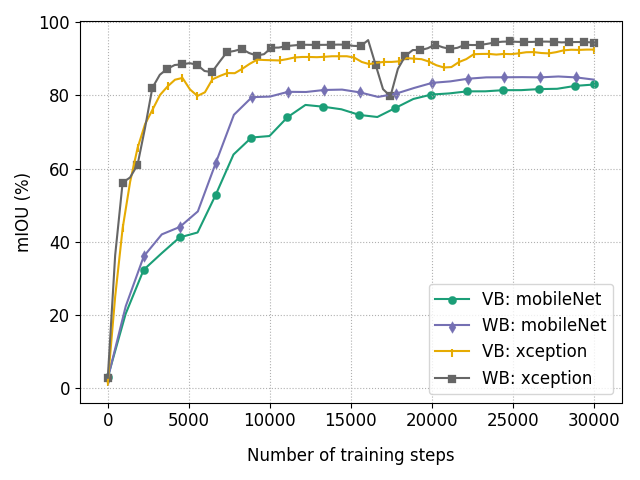 100
80
60
40
20
0
mIOU (%)
VB: mobileNet
WB: mobileNet
VB: xception
WB: xception
0 5000 10000 15000 20000 25000 30000
Number of training steps